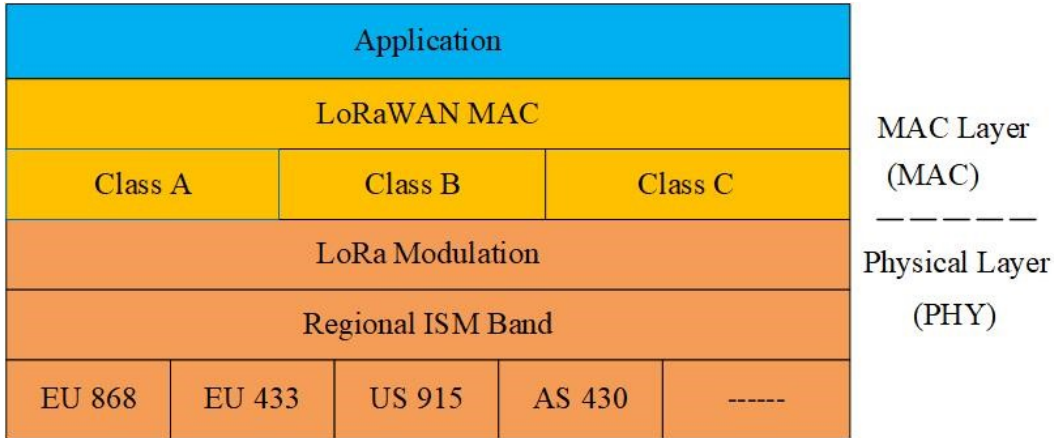 Application
LoRaWAN MAC
Class A Class B Class C
MAC Layer
(MAC)
LoRa Modulation
Regional ISM Band
EU 868 EU 433 US 915 AS 430 ------
Physical Layer
(PHY)